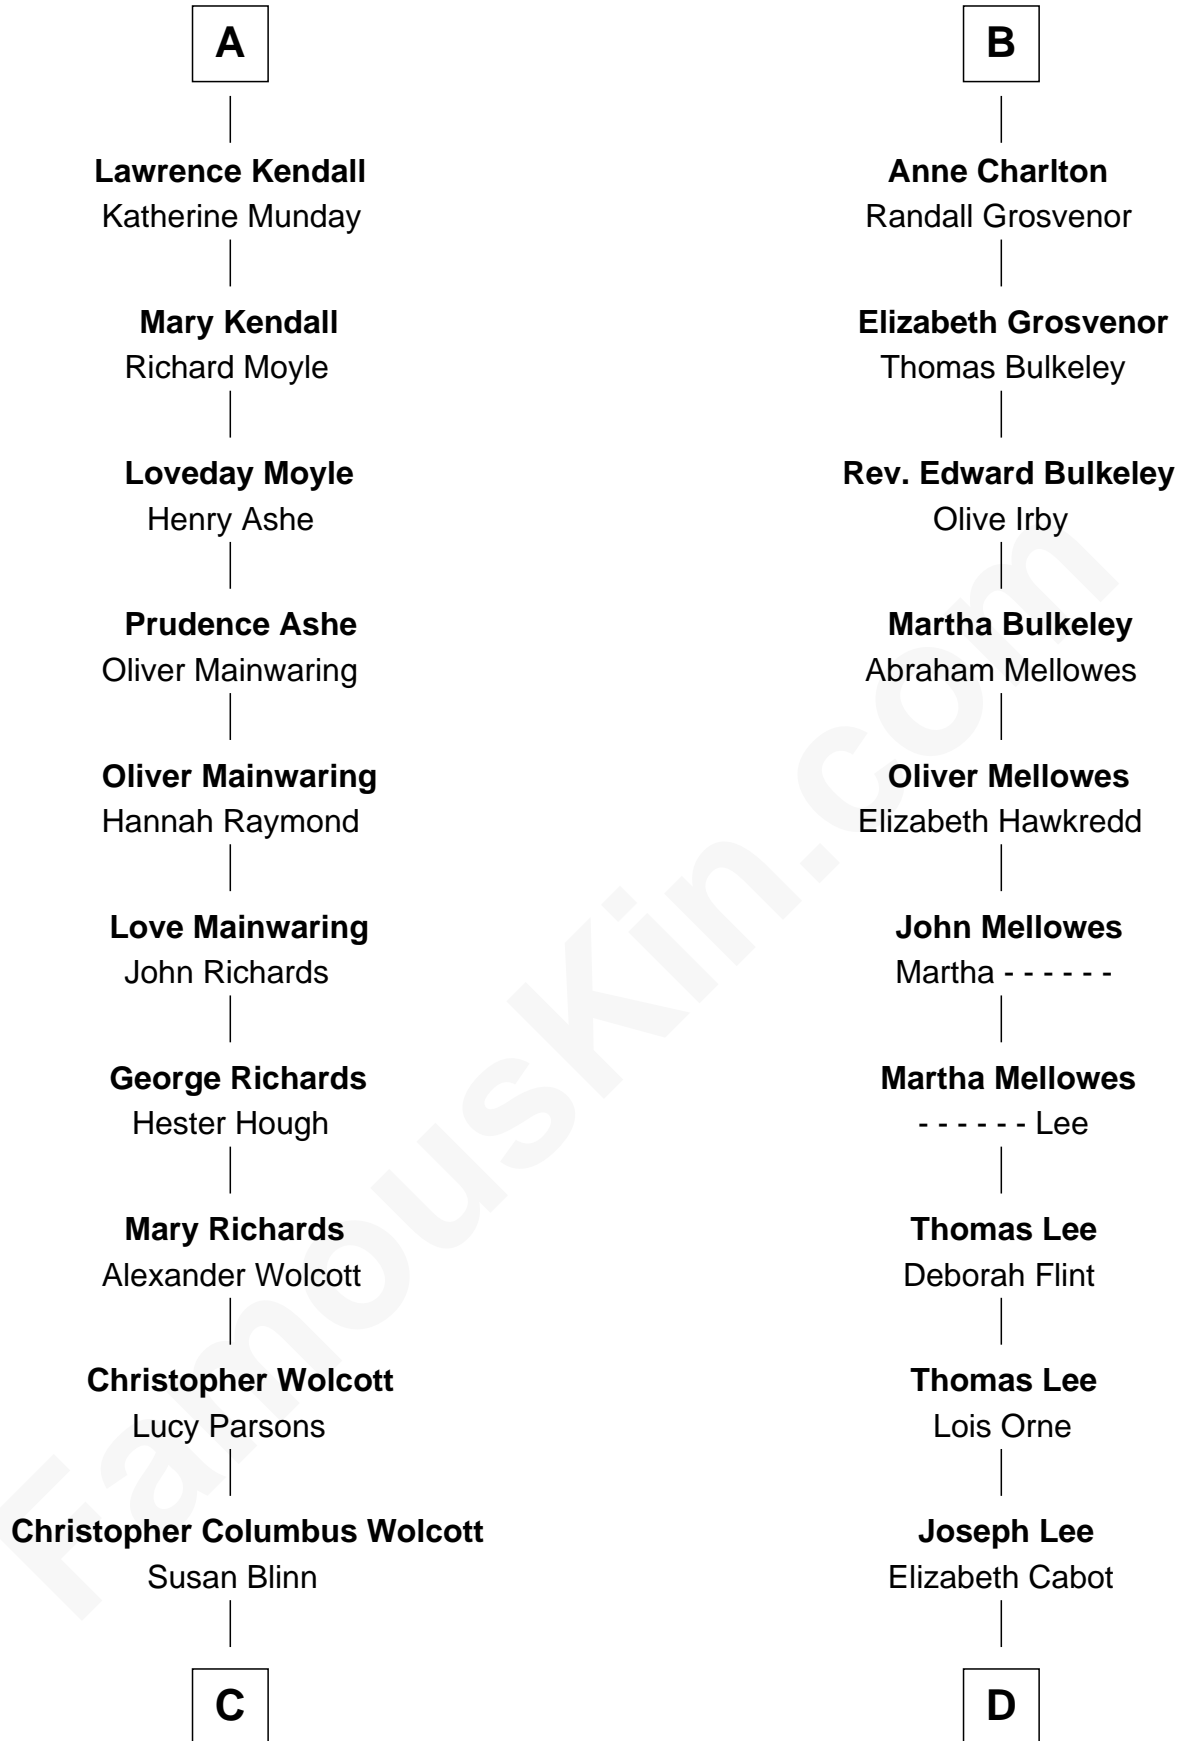 A
Lawrence Kendall
Katherine Munday
Mary Kendall
Richard Moyle
Loveday Moyle
Henry Ashe
Prudence Ashe
Oliver Mainwaring
Oliver Mainwaring
Hannah Raymond
Love Mainwaring
John Richards
George Richards
Hester Hough
Mary Richards
Alexander Wolcott
Christopher Wolcott
Lucy Parsons
Christopher Columbus Wolcott
Susan Blinn
C
B
Anne Charlton
Randall Grosvenor
Elizabeth Grosvenor
Thomas Bulkeley
Rev. Edward Bulkeley
Olive Irby
Martha Bulkeley
Abraham Mellowes
Oliver Mellowes
Elizabeth Hawkredd
John Mellowes
Martha - - - - - -
Martha Mellowes
- - - - - - Lee
Thomas Lee
Deborah Flint
Thomas Lee
Lois Orne
Joseph Lee
Elizabeth Cabot
D
FamousKin.com